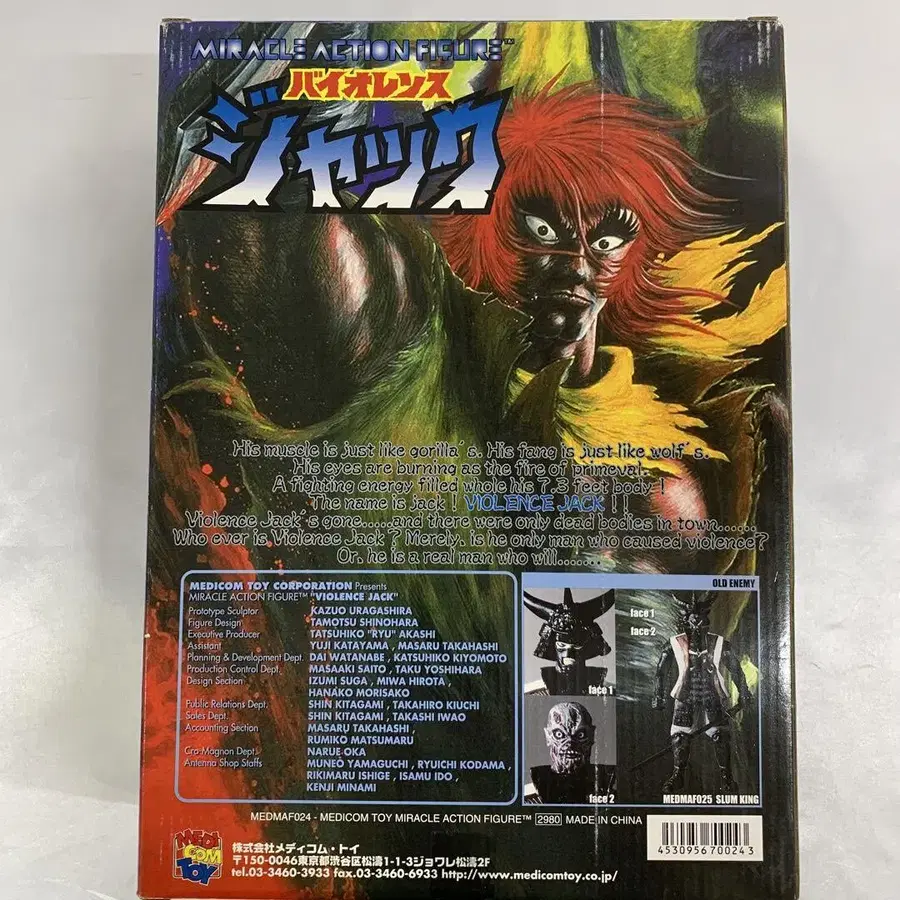 MIRACLE ACTION FIGURE™
バイオレンス
ジャック
His muscle is just like gorilla´s. His fang is just like wolf´s.
His eyes are burning as the fire of primeval.
A fighting energy filled whole his 7.3 feet body !
The name is jack ! VIOLENCE JACK ! !
Violence Jack´s gone......and there were only dead bodies in town......
Who ever is Violence Jack ? Merely, is he only man who caused violence?
Or, he is a real man who will.......
MEDICOM TOY CORPORATION Presents
MIRACLE ACTION FIGURE™ "VIOLENCE JACK"
Prototype Sculptor KAZUO URAGASHIRA
Figure Design TAMOTSU SHINOHARA
Executive Producer TATSUHIKO "RYU" AKASHI
Assistant YUJI KATAYAMA , MASARU TAKAHASHI
Planning & Development Dept. DAI WATANABE , KATSUHIKO KIYOMOTO
Production Control Dept. MASAAKI SAITO , TAKU YOSHIHARA
Design Section IZUMI SUGA , MIWA HIROTA ,
HANAKO MORISAKO
Public Relations Dept. SHIN KITAGAMI , TAKAHIRO KIUCHI
Sales Dept. SHIN KITAGAMI , TAKASHI IWAO
Accounting Section MASARU TAKAHASHI ,
RUMIKO MATSUMARU
Cra Magnon Dept. NARUE OKA
Antenna Shop Staffs MUNEO YAMAGUCHI , RYUICHI KODAMA ,
RIKIMARU ISHIGE , ISAMU IDO ,
KENJI MINAMI
OLD ENEMY
face 1
face 2
face 1
face 2
MEDMAF025 SLUM KING
MEDMAF024 - MEDICOM TOY MIRACLE ACTION FIGURE™ 2980 MADE IN CHINA
4530956700243
MEDI
COM
TOY
株式会社メディコム・トイ
〒150-0046東京都渋谷区松濤1-1-3ジョワレ松濤2F
tel.03-3460-3933 fax.03-3460-6933 http://www.medicomtoy.co.jp/